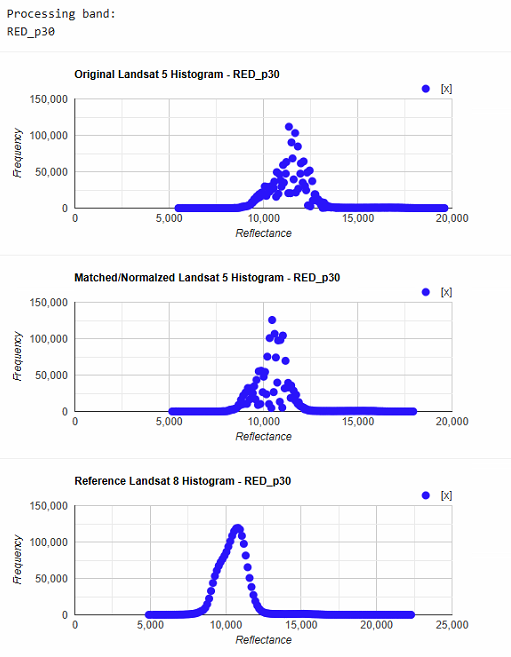 Processing band:
RED_p30
Original Landsat 5 Histogram - RED_p30
[x]
150,000
100,000
50,000
0
Frequency
0 5,000 10,000 15,000 20,000
Reflectance
Matched/Normalzed Landsat 5 Histogram - RED_p30
[x]
150,000
100,000
50,000
0
Frequency
0 5,000 10,000 15,000 20,000
Reflectance
Reference Landsat 8 Histogram - RED_p30
[x]
150,000
100,000
50,000
0
Frequency
0 5,000 10,000 15,000 20,000 25,000
Reflectance